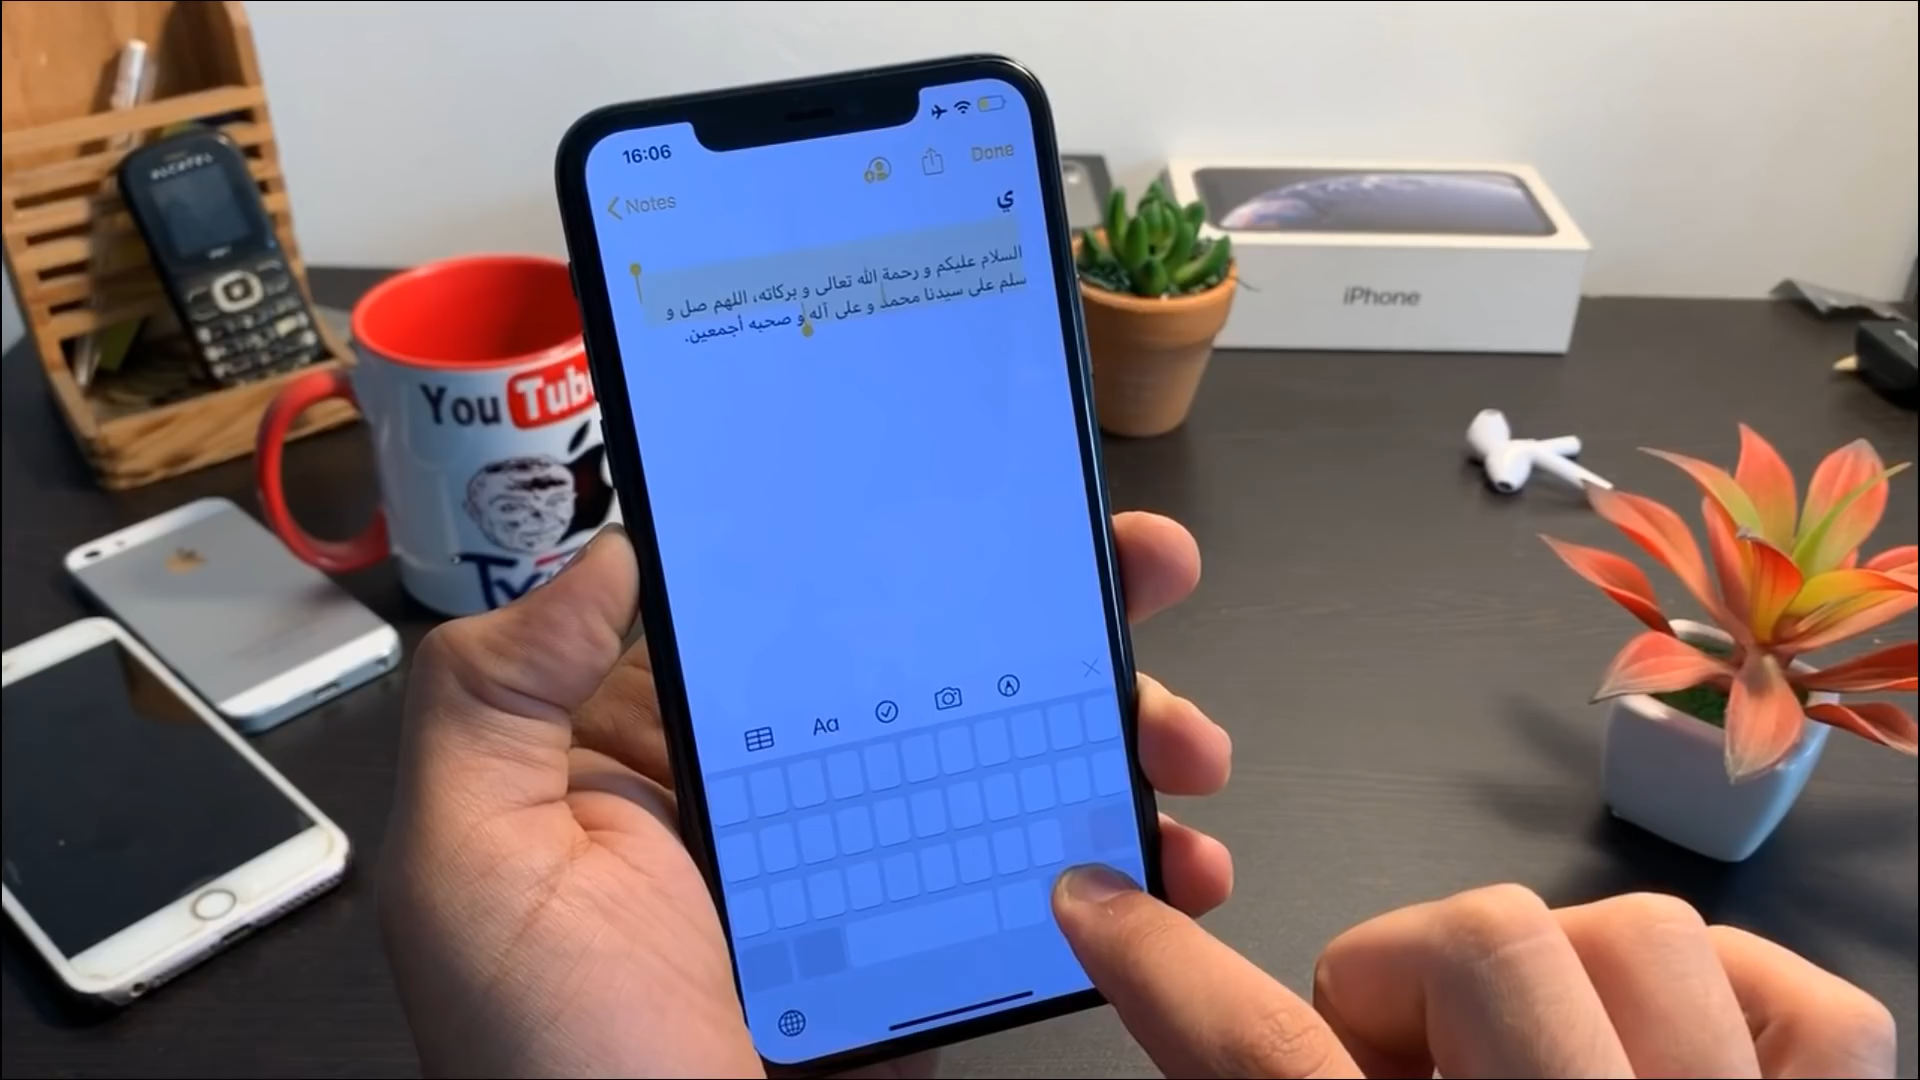 16:06
Notes
Done
ي
السلام عليكم و رحمة الله تعالى و بركاته، اللهم صل و
سلم على سيدنا محمد و على آله و صحبه أجمعين.
Aa
You Tube
iPhone